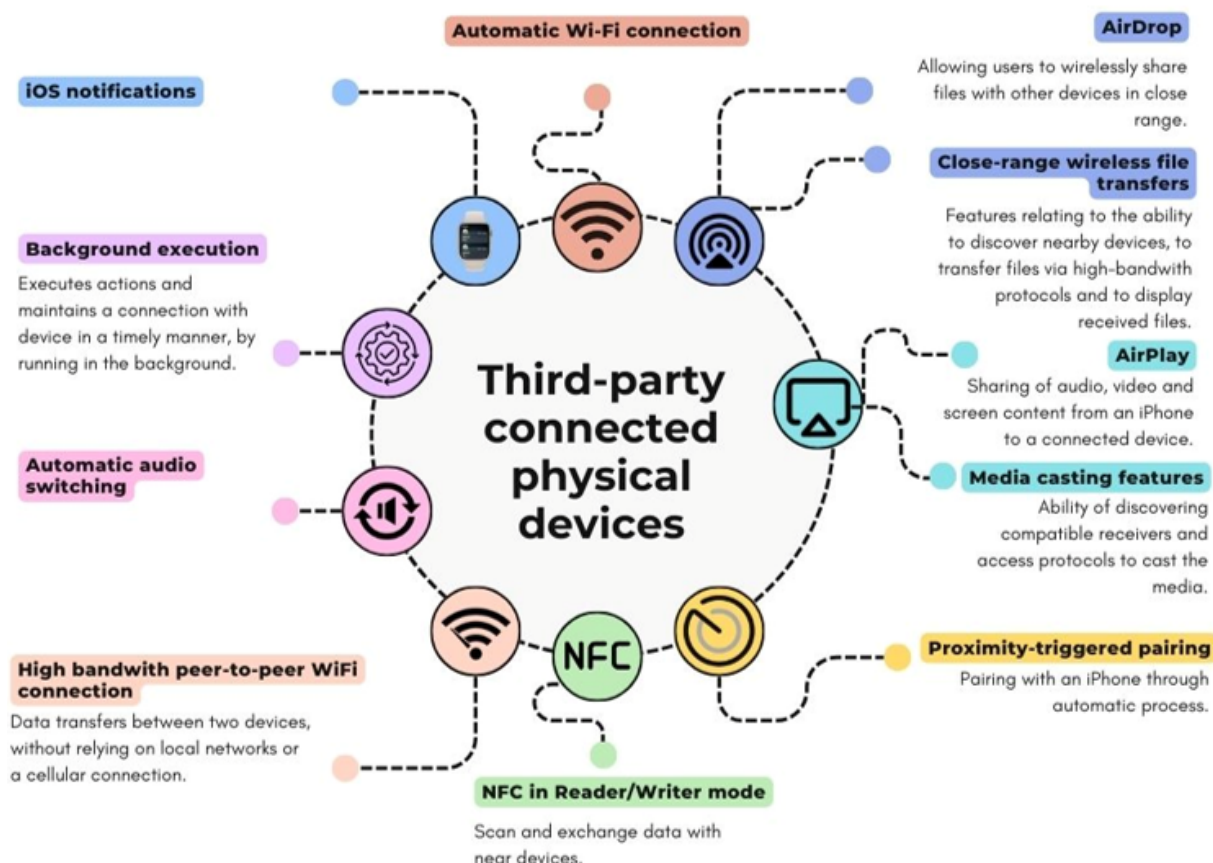 Automatic Wi-Fi connection
AirDrop
Allowing users to wirelessly share
files with other devices in close
range.
iOS notifications
Close-range wireless file
transfers
Features relating to the ability
to discover nearby devices, to
transfer files via high-bandwith
protocols and to display
received files.
Background execution
Executes actions and
maintains a connection with
device in a timely manner, by
running in the background.
Third-party
connected
physical
devices
AirPlay
Sharing of audio, video and
screen content from an iPhone
to a connected device.
Automatic audio
switching
Media casting features
Ability of discovering
compatible receivers and
access protocols to cast the
media.
High bandwith peer-to-peer WiFi
connection
Data transfers between two devices,
without relying on local networks or
a cellular connection.
NFC
Proximity-triggered pairing
Pairing with an iPhone through
automatic process.
NFC in Reader/Writer mode
Scan and exchange data with
near devices.